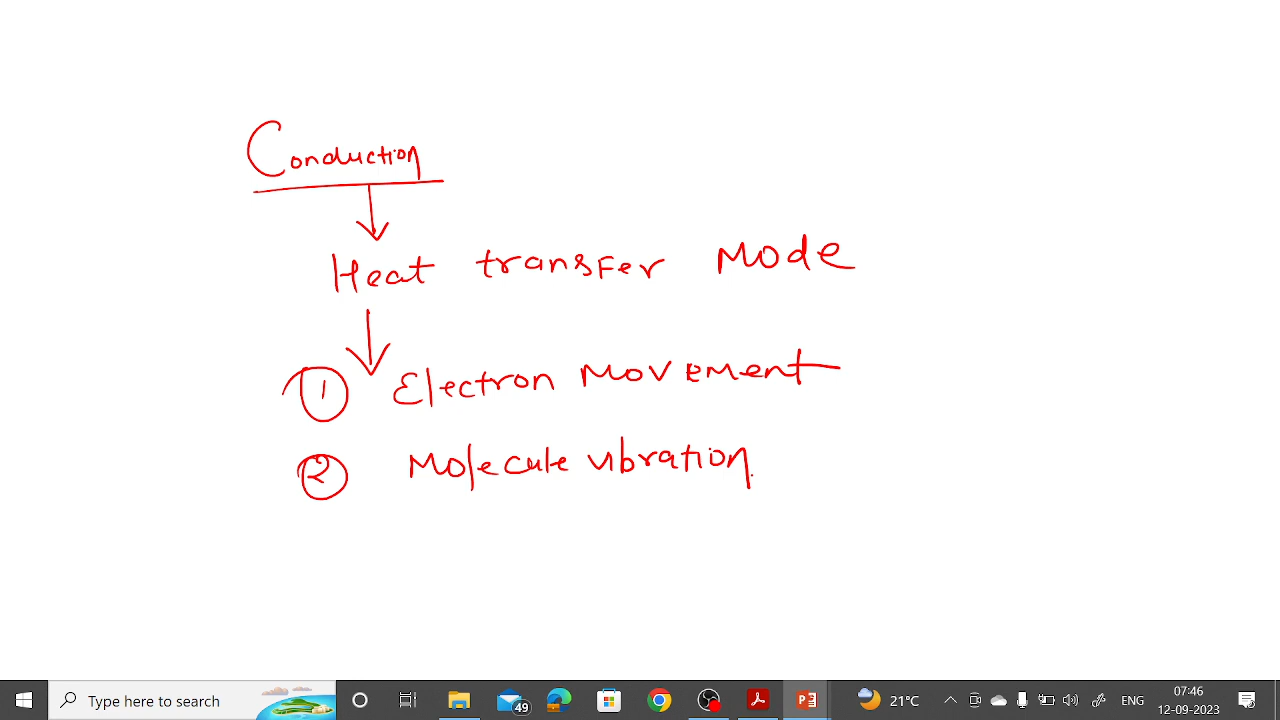 Conduction
Heat transfer Mode
1 Electron Movement
2 Molecule vibration
Type here to search
49
21°C
ENG
07:46
12-09-2023